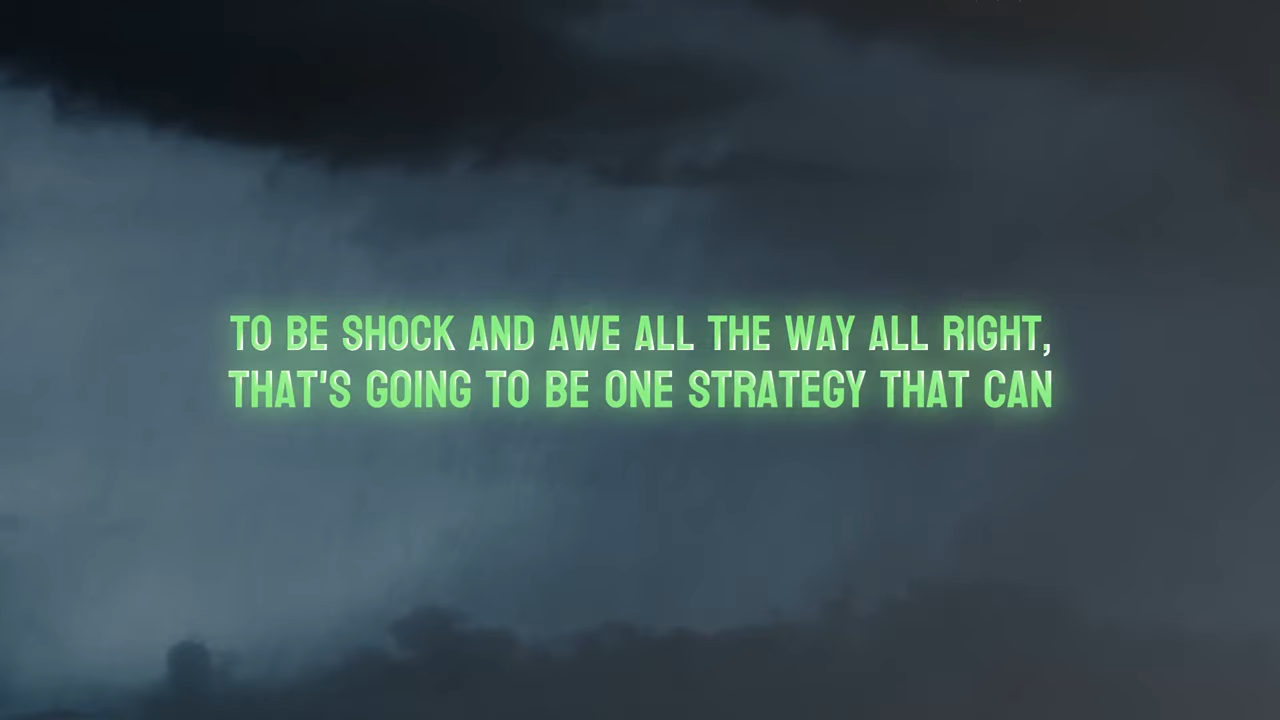 TO BE SHOCK AND AWE ALL THE WAY ALL RIGHT,
THAT'S GOING TO BE ONE STRATEGY THAT CAN